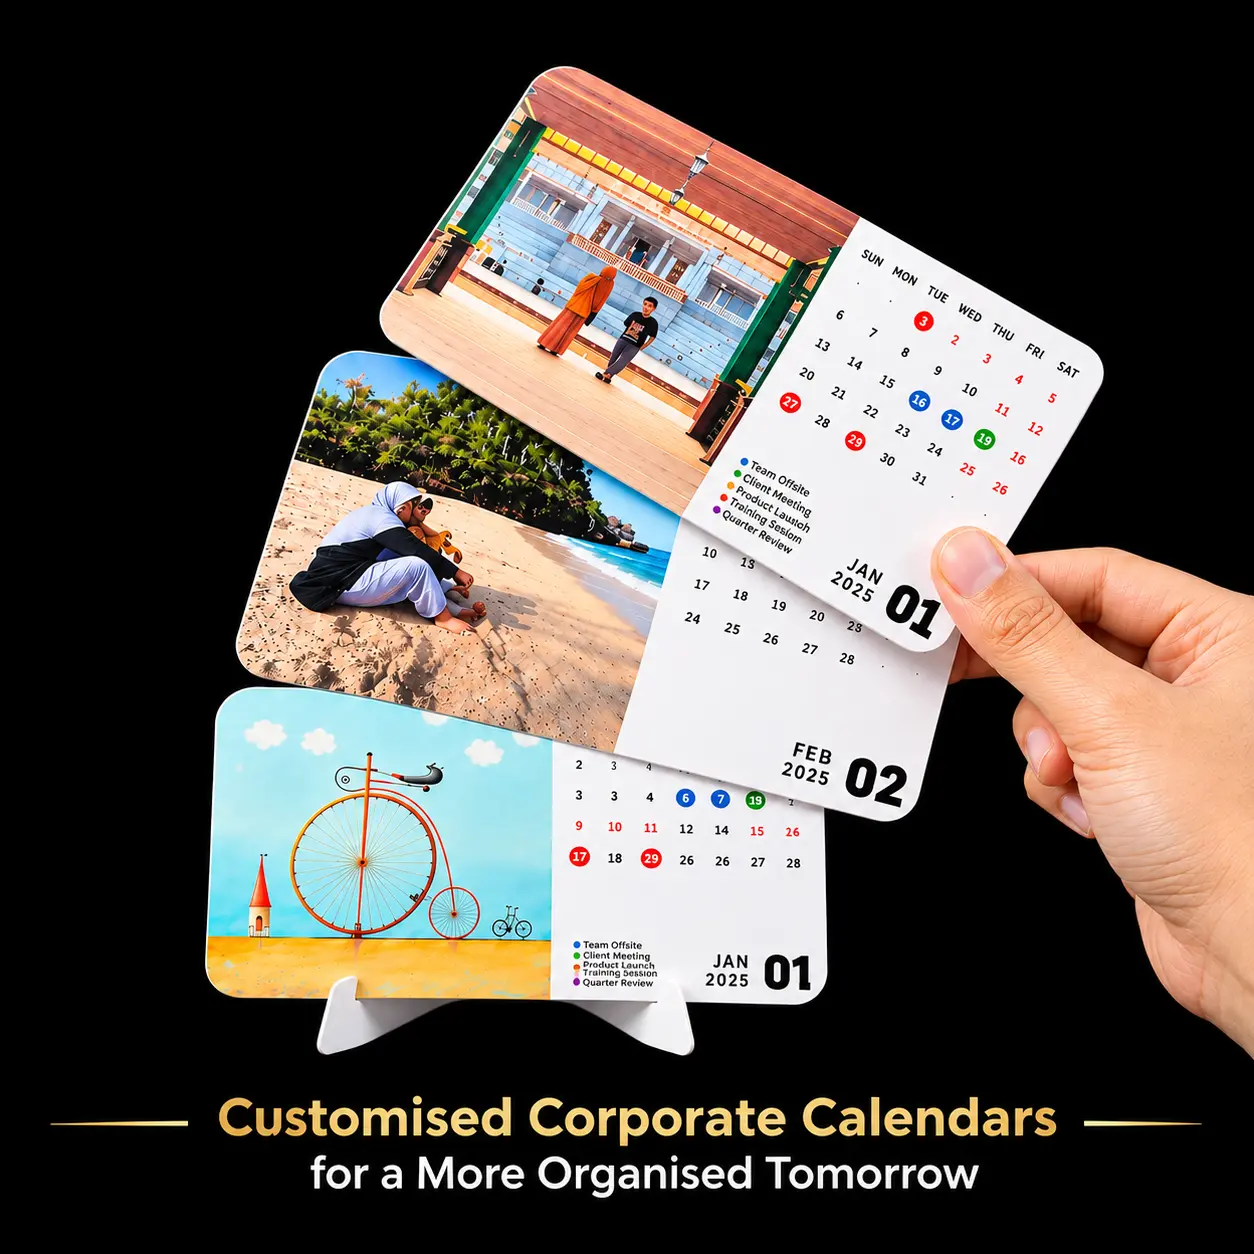 SUN MON TUE WED THU FRI SAT
3 2 3 4 5
6 7 8 9 10 11 12
13 14 15 16 17 19 16
20 21 22 23 24 25 26
27 28 29 30 31
Team Offsite
Client Meeting
Product Lausch
Training Sesiom
Quarter Review
JAN
2025 01
10 13
17 18 19 20 28
24 25 26 27 28
FEB
2025 02
2 3 4
3 3 4 6 7 19 1
9 10 11 12 14 15 26
17 18 29 26 26 27 28
Team Offsite
Client Meeting
Product Launch
Training Session
Quarter Review
JAN
2025 01
Customised Corporate Calendars
for a More Organised Tomorrow